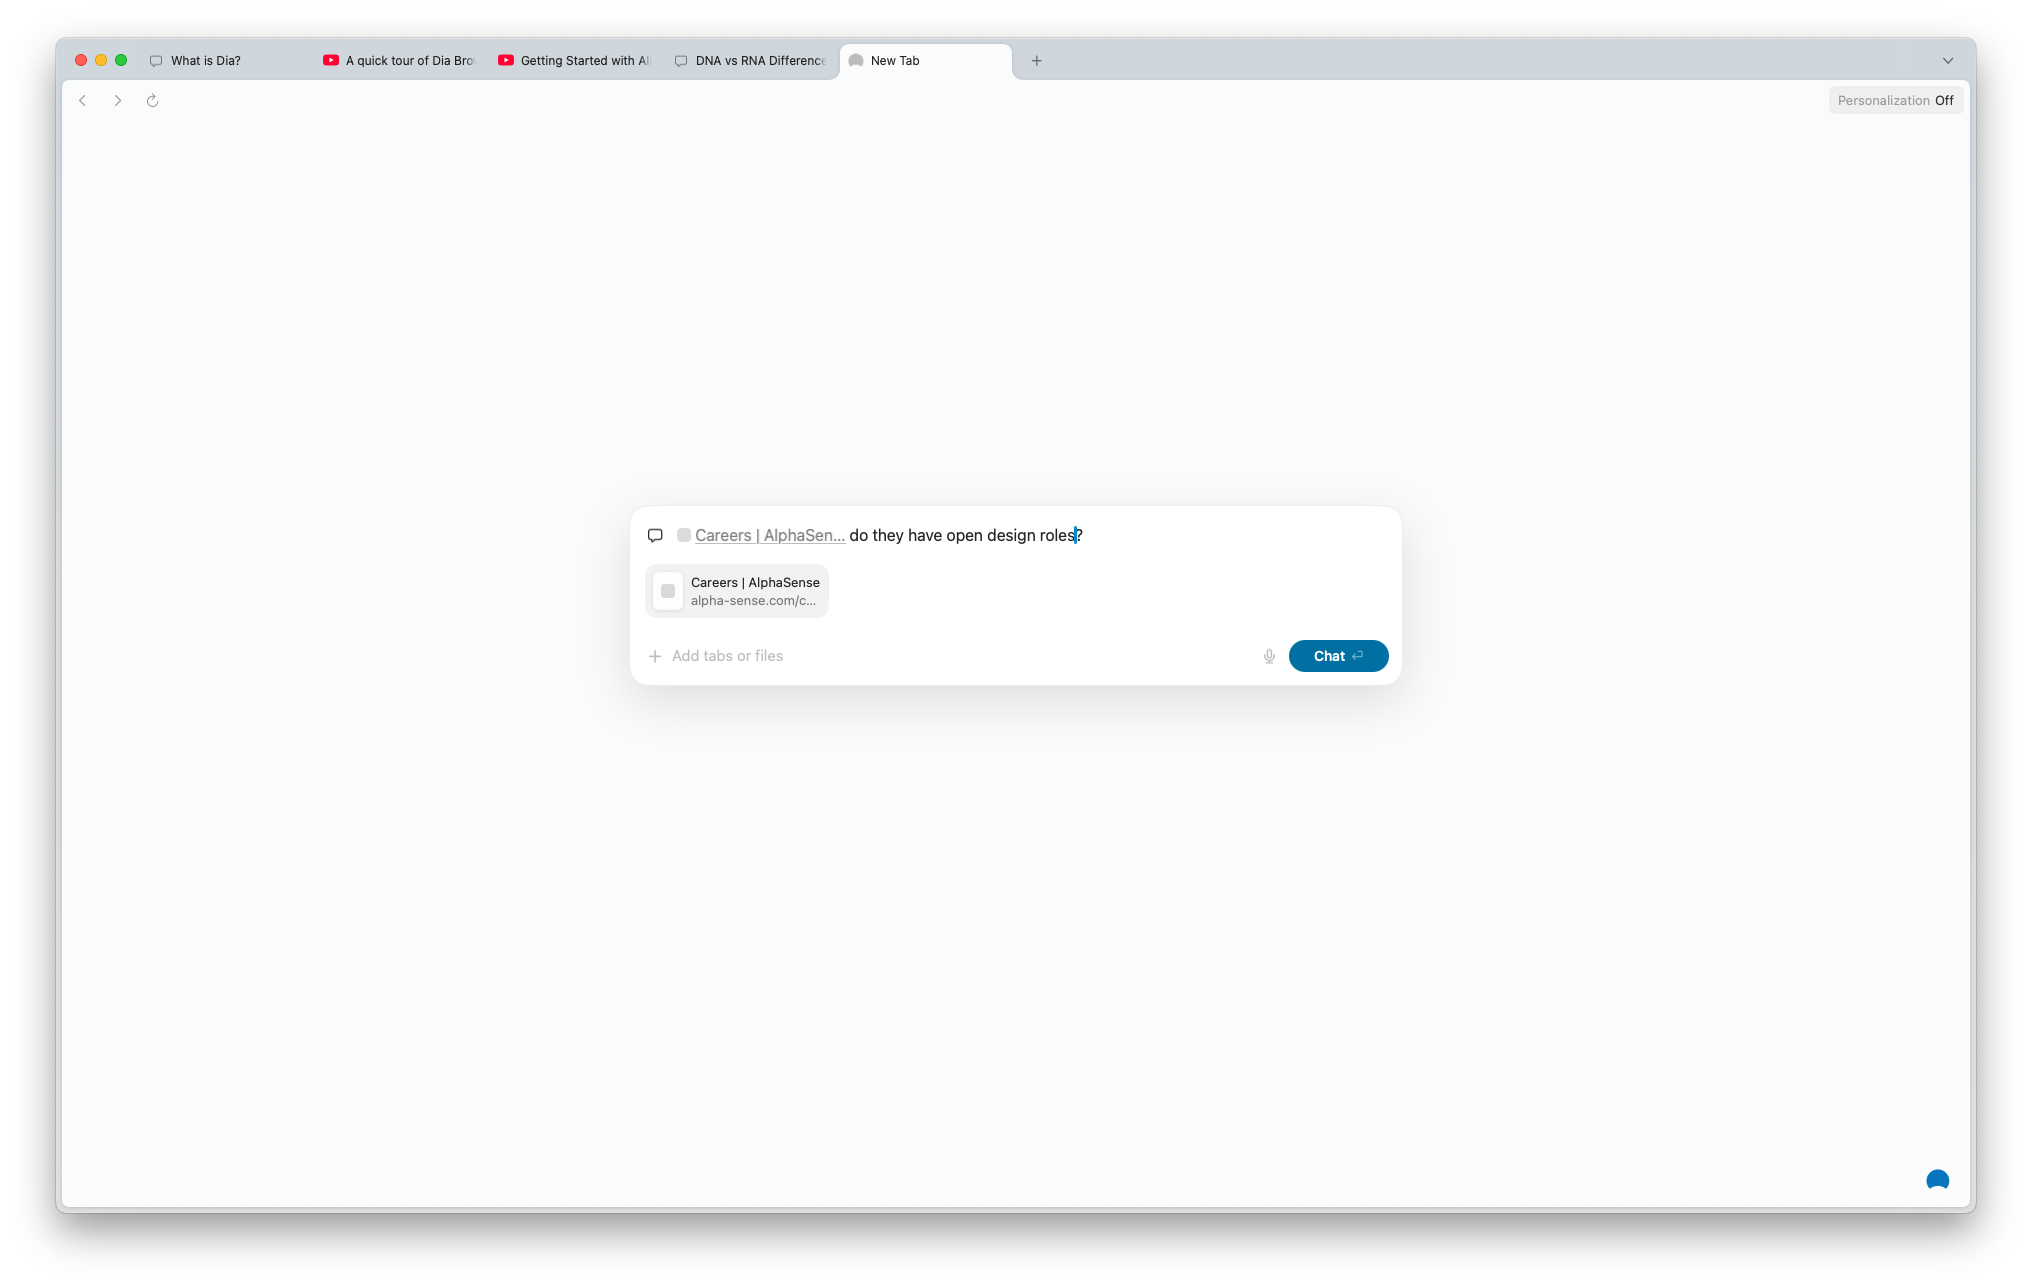 What is Dia?
A quick tour of Dia Bro
Getting Started with Al
DNA vs RNA Difference
New Tab
Personalization Off
Careers | AlphaSen... do they have open design roles?
Careers | AlphaSense
alpha-sense.com/c...
Add tabs or files
Chat